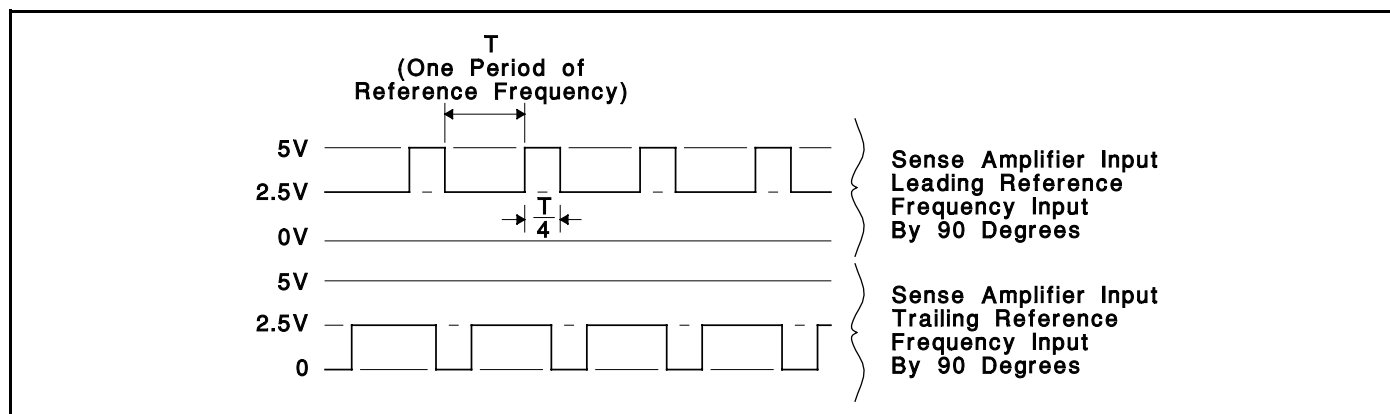 T
(One Period of
Reference Frequency)
5V
2.5V
0V
T
4
Sense Amplifier Input
Leading Reference
Frequency Input
By 90 Degrees
5V
2.5V
0
Sense Amplifier Input
Trailing Reference
Frequency Input
By 90 Degrees